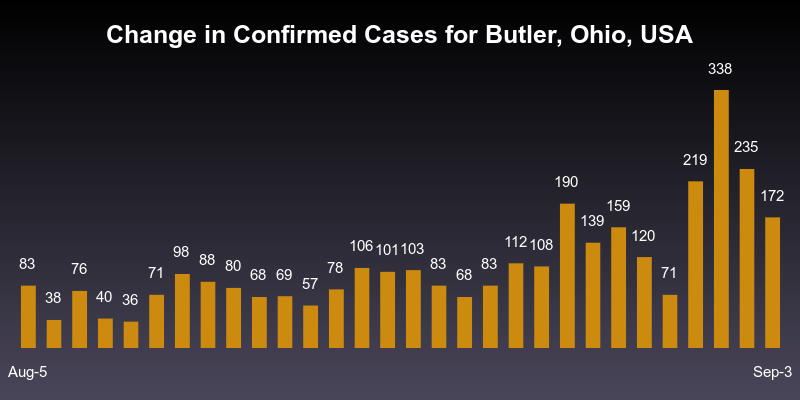 Change in Confirmed Cases for Butler, Ohio, USA
83 38 76 40 36 71 98 88 80 68 69 57 78 106 101 103 83 68 83 112 108 190 139 159 120 71 219 338 235 172
Aug-5 Sep-3